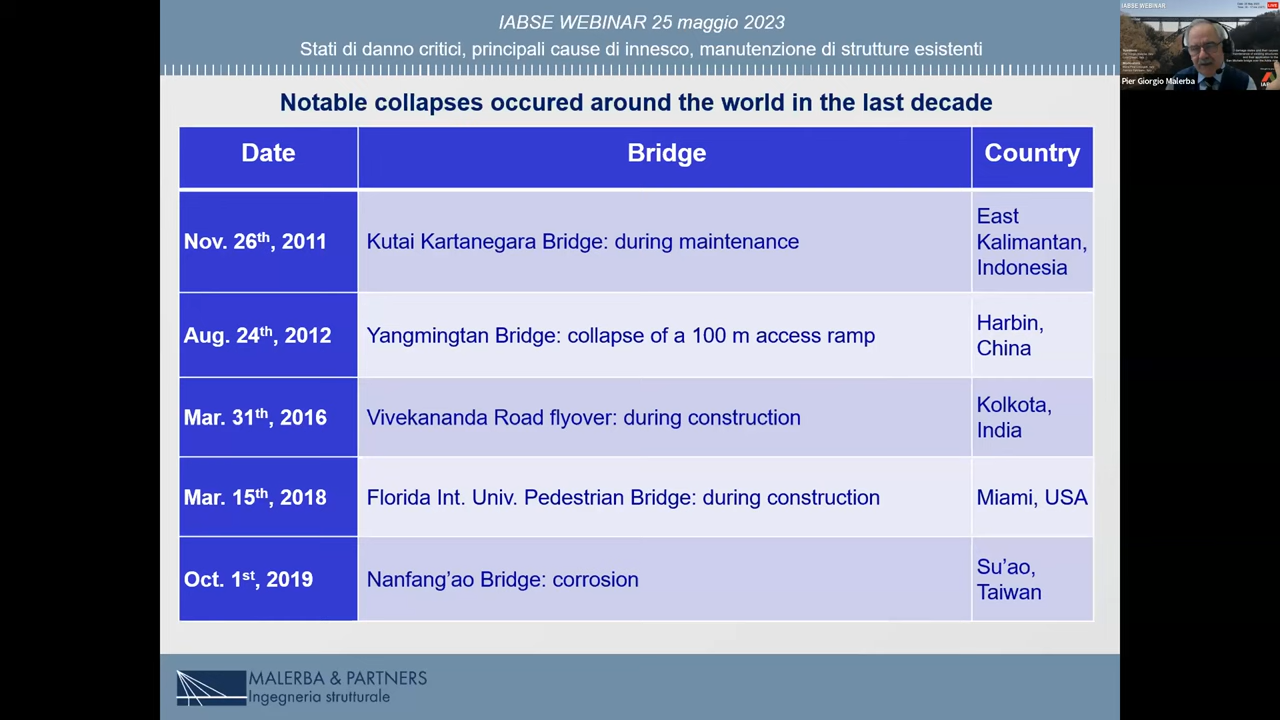 IABSE WEBINAR 25 maggio 2023
Stati di danno critici, principali cause di innesco, manutenzione di strutture esistenti
IABSE WEBINAR
LIVE
Pier Giorgio Malerba
Notable collapses occured around the world in the last decade
Date
Bridge
Country
Nov. 26th, 2011
Kutai Kartanegara Bridge: during maintenance
East
Kalimantan,
Indonesia
Aug. 24th, 2012
Yangmingtan Bridge: collapse of a 100 m access ramp
Harbin,
China
Mar. 31th, 2016
Vivekananda Road flyover: during construction
Kolkota,
India
Mar. 15th, 2018
Florida Int. Univ. Pedestrian Bridge: during construction
Miami, USA
Oct. 1st, 2019
Nanfang’ao Bridge: corrosion
Su’ao,
Taiwan
MALERBA & PARTNERS
Ingegneria strutturale